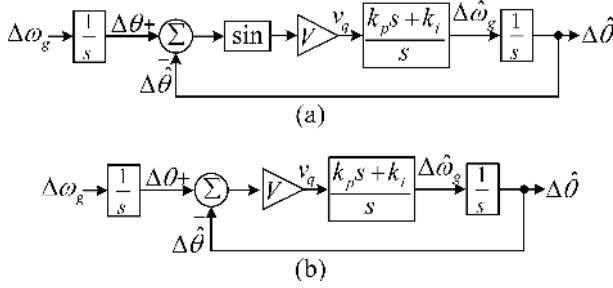 Δω_g 1/s Δθ + Σ sin V v_q (k_p s + k_i)/s Δω̂_g 1/s Δθ̂
− Δθ̂
(a)
Δω_g 1/s Δθ + Σ V v_q (k_p s + k_i)/s Δω̂_g 1/s Δθ̂
− Δθ̂
(b)